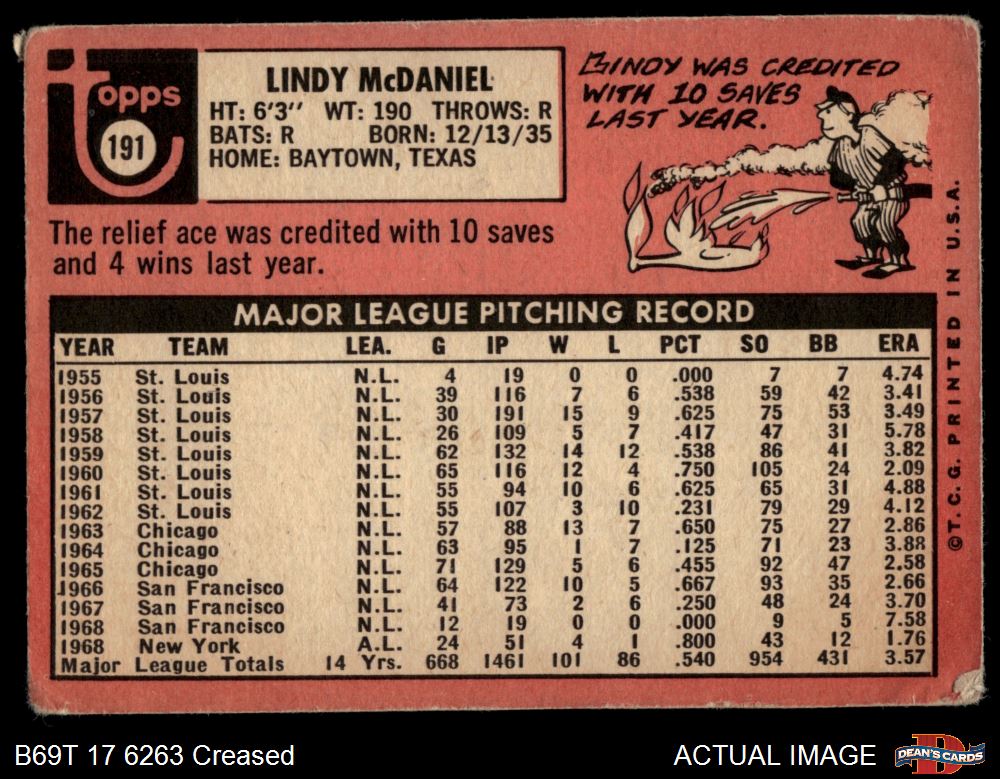 Topps
191
LINDY McDANIEL
HT: 6'3'' WT: 190 THROWS: R
BATS: R BORN: 12/13/35
HOME: BAYTOWN, TEXAS
LINDY WAS CREDITED
WITH 10 SAVES
LAST YEAR.
The relief ace was credited with 10 saves
and 4 wins last year.
MAJOR LEAGUE PITCHING RECORD
YEAR TEAM LEA. G IP W L PCT SO BB ERA
1955 St. Louis N.L. 4 19 0 0 .000 7 7 4.74
1956 St. Louis N.L. 39 116 7 6 .538 59 42 3.41
1957 St. Louis N.L. 30 191 15 9 .625 75 53 3.49
1958 St. Louis N.L. 26 109 5 7 .417 47 31 5.78
1959 St. Louis N.L. 62 132 14 12 .538 86 41 3.82
1960 St. Louis N.L. 65 116 12 4 .750 105 24 2.09
1961 St. Louis N.L. 55 94 10 6 .625 65 31 4.88
1962 St. Louis N.L. 55 107 3 10 .231 79 29 4.12
1963 Chicago N.L. 57 88 13 7 .650 75 27 2.86
1964 Chicago N.L. 63 95 1 7 .125 71 23 3.88
1965 Chicago N.L. 71 129 5 6 .455 92 47 2.58
1966 San Francisco N.L. 64 122 10 5 .667 93 35 2.66
1967 San Francisco N.L. 41 73 2 6 .250 48 24 3.70
1968 San Francisco N.L. 12 19 0 0 .000 9 5 7.58
1968 New York A.L. 24 51 4 1 .800 43 12 1.76
Major League Totals 14 Yrs. 668 1461 101 86 .540 954 431 3.57
©T.C.G. PRINTED IN U.S.A.
B69T 17 6263 Creased
ACTUAL IMAGE
DEAN'S CARDS